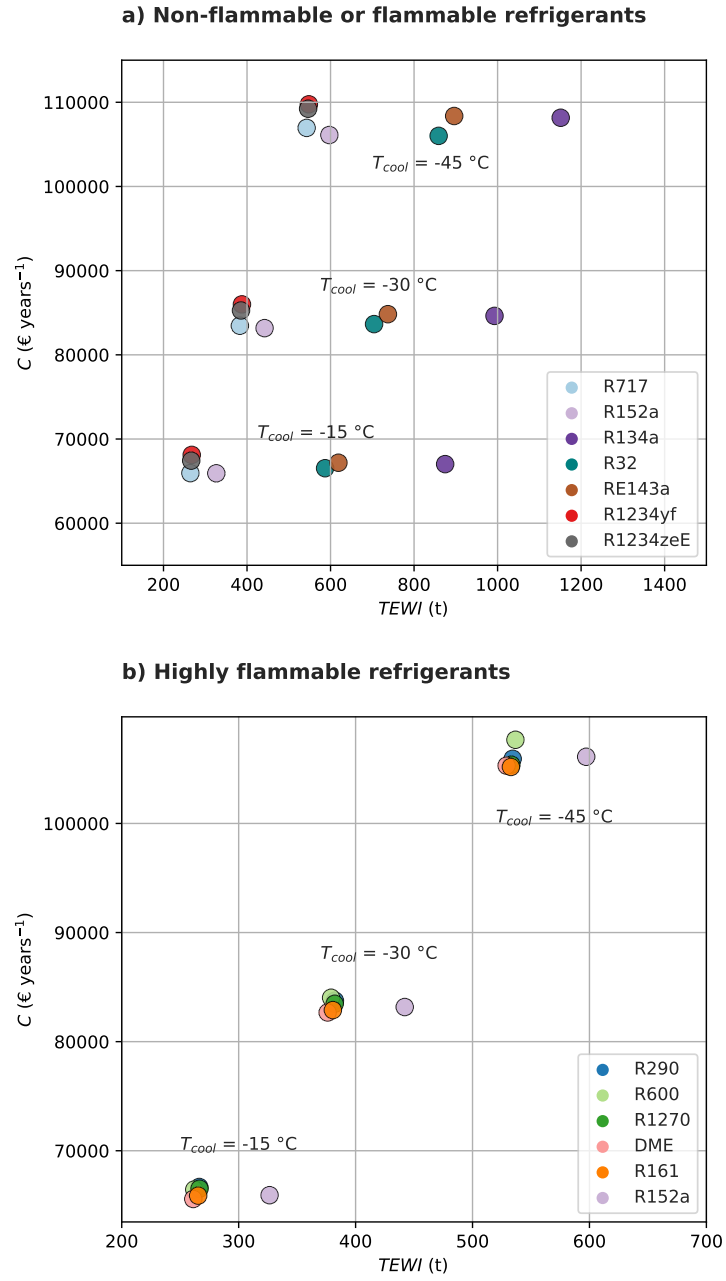 a) Non-flammable or flammable refrigerants
110000
100000
90000
80000
70000
60000
C (€ years⁻¹)
T_cool = -45 °C
T_cool = -30 °C
T_cool = -15 °C
R717
R152a
R134a
R32
RE143a
R1234yf
R1234zeE
200 400 600 800 1000 1200 1400
TEWI (t)
b) Highly flammable refrigerants
100000
90000
80000
70000
C (€ years⁻¹)
T_cool = -45 °C
T_cool = -30 °C
T_cool = -15 °C
R290
R600
R1270
DME
R161
R152a
200 300 400 500 600 700
TEWI (t)